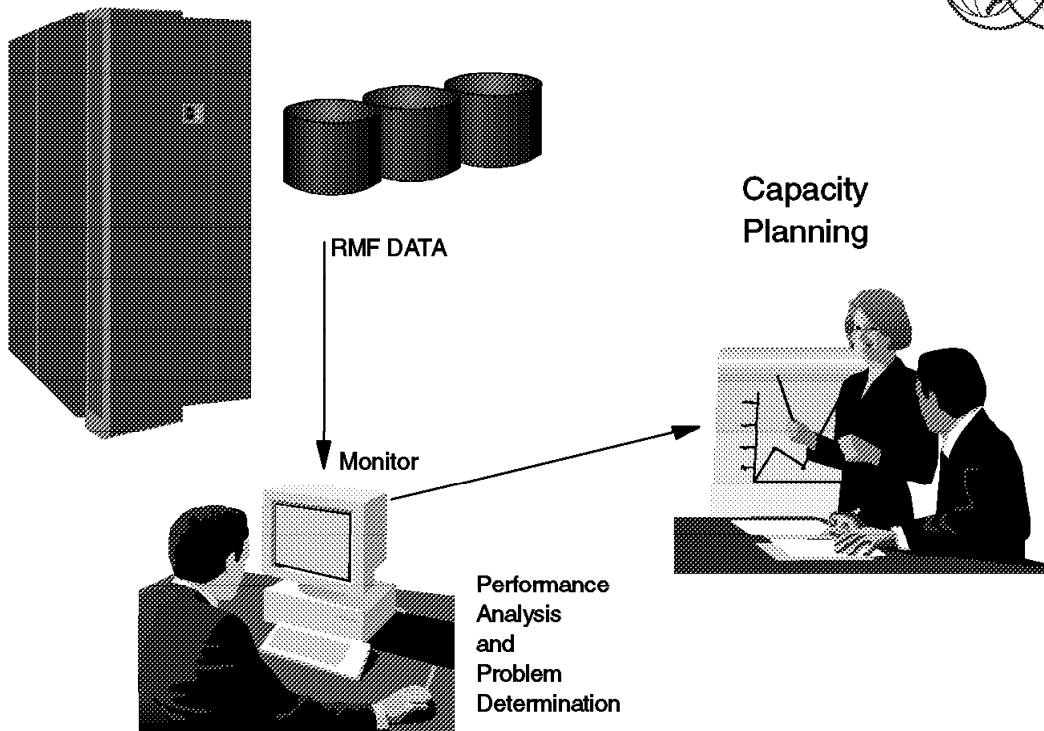 RMF DATA
Capacity
Planning
Monitor
Performance
Analysis
and
Problem
Determination